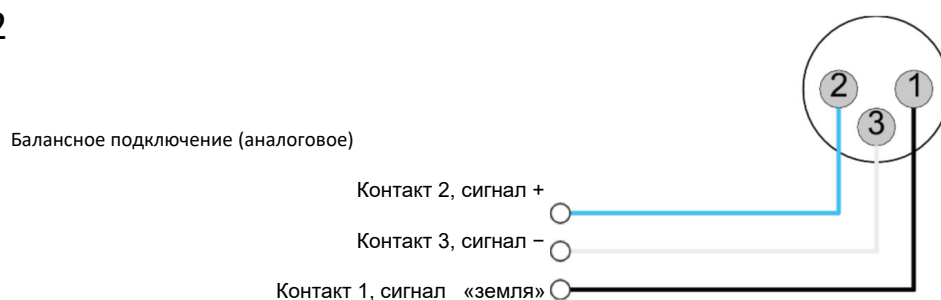 2
2 1
3
Балансное подключение (аналоговое)
Контакт 2, сигнал +
Контакт 3, сигнал −
Контакт 1, сигнал «земля»